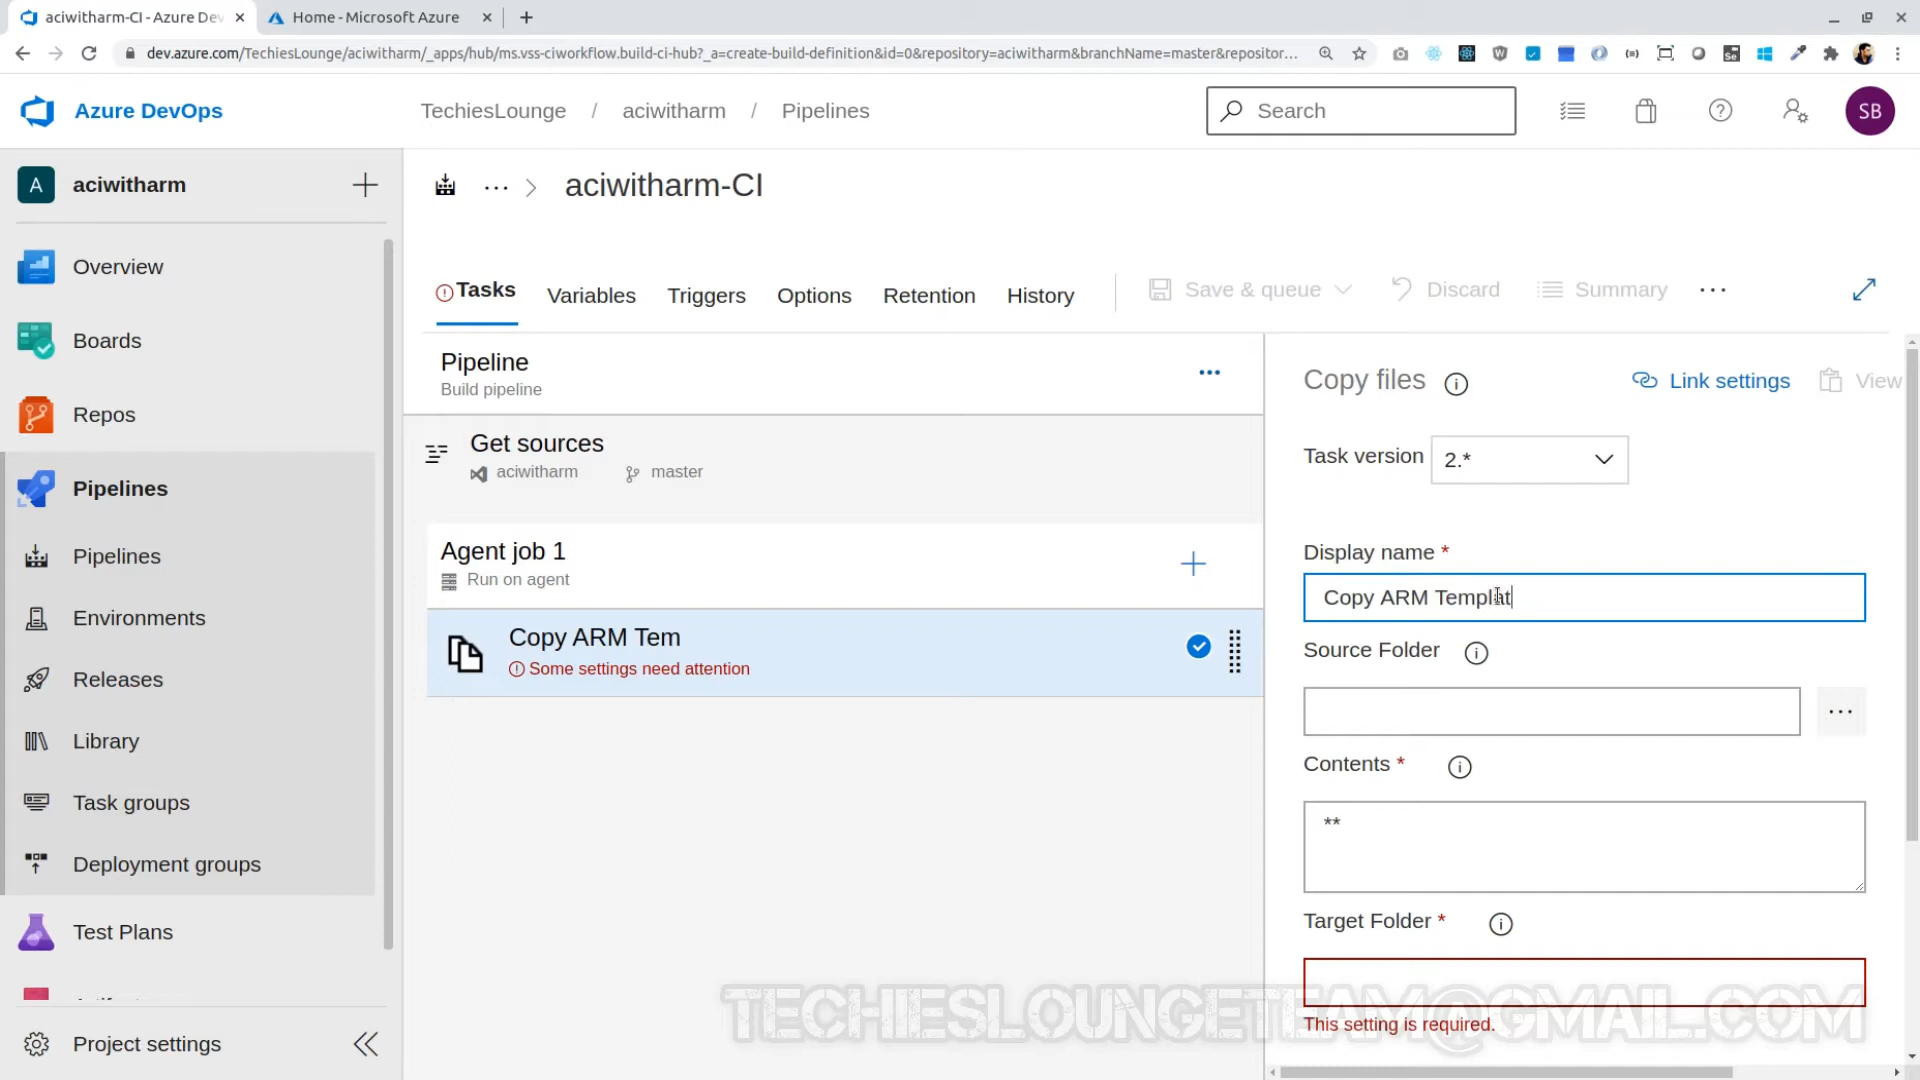 aciwitharm-CI - Azure Dev
Home - Microsoft Azure
dev.azure.com/TechiesLounge/aciwitharm/_apps/hub/ms.vss-ciworkflow.build-ci-hub?_a=create-build-definition&id=0&repository=aciwitharm&branchName=master&repositor...
Azure DevOps
TechiesLounge / aciwitharm / Pipelines
Search
SB
A aciwitharm
Overview
Boards
Repos
Pipelines
Pipelines
Environments
Releases
Library
Task groups
Deployment groups
Test Plans
Project settings
... > aciwitharm-CI
Tasks Variables Triggers Options Retention History
Save & queue Discard Summary ...
Pipeline
Build pipeline
...
Get sources
aciwitharm master
Agent job 1
Run on agent
Copy ARM Tem
Some settings need attention
Copy files
Link settings View
Task version 2.*
Display name *
Copy ARM Templat
Source Folder
...
Contents *
**
Target Folder *
This setting is required.
TECHIESLOUNGETEAM@GMAIL.COM